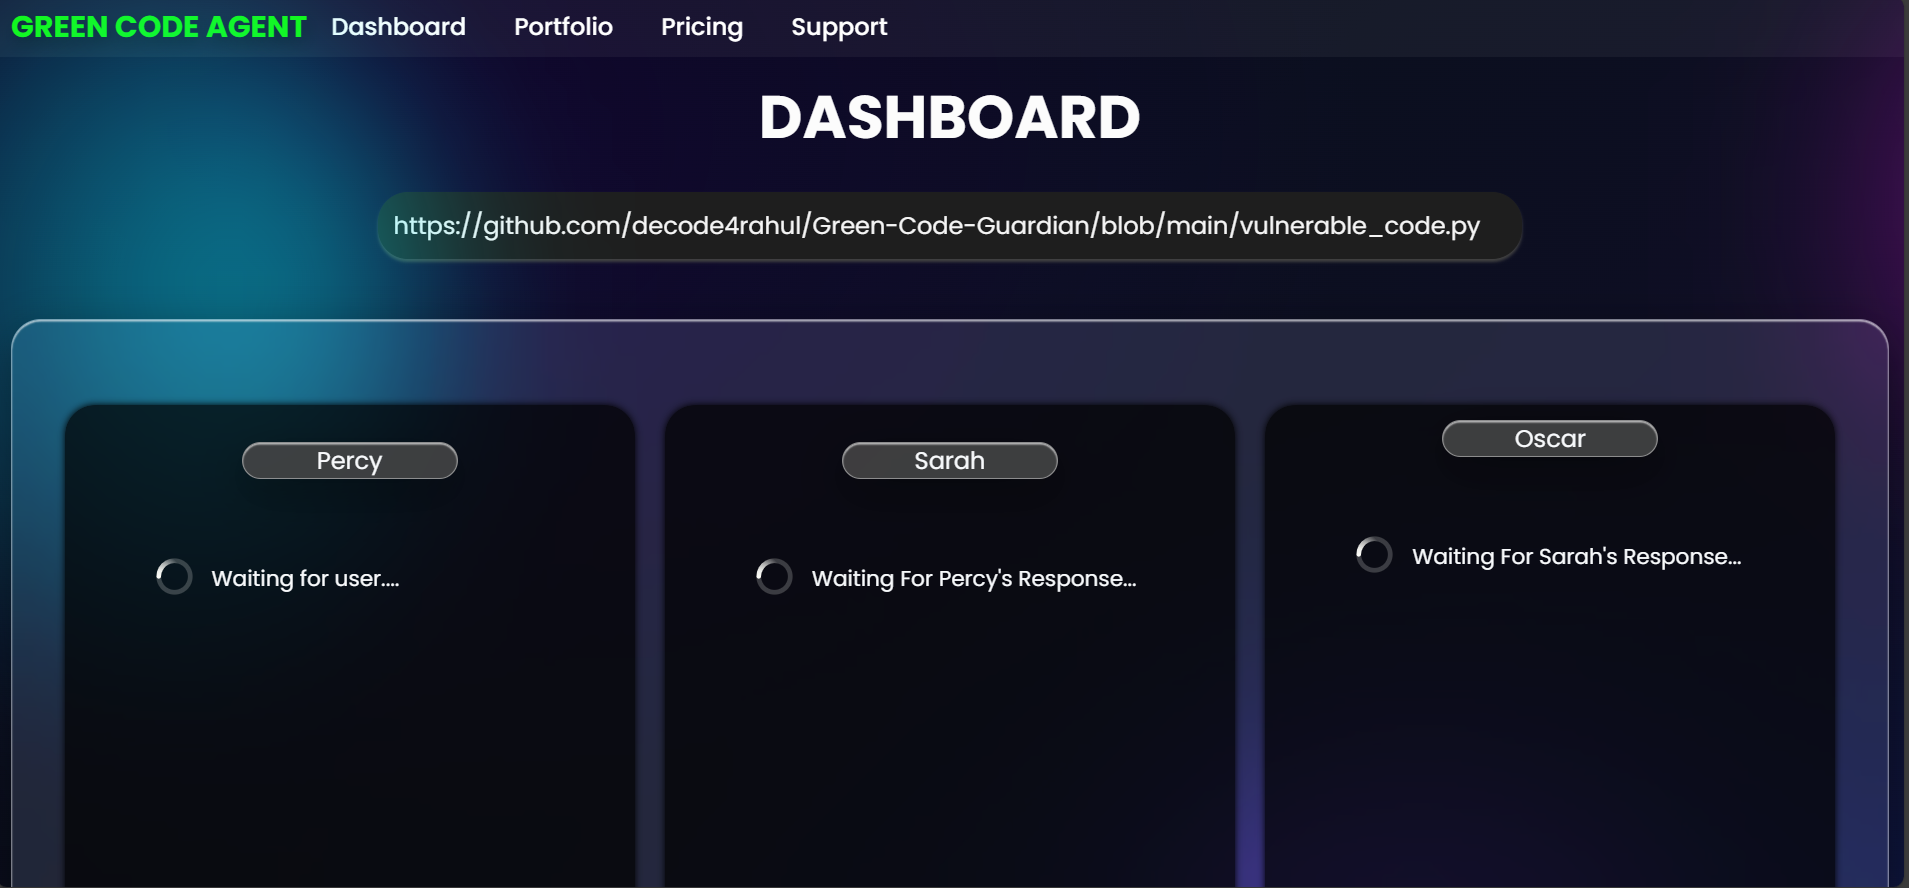 GREEN CODE AGENT Dashboard Portfolio Pricing Support
DASHBOARD
https://github.com/decode4rahul/Green-Code-Guardian/blob/main/vulnerable_code.py
Percy
Waiting for user....
Sarah
Waiting For Percy's Response...
Oscar
Waiting For Sarah's Response...